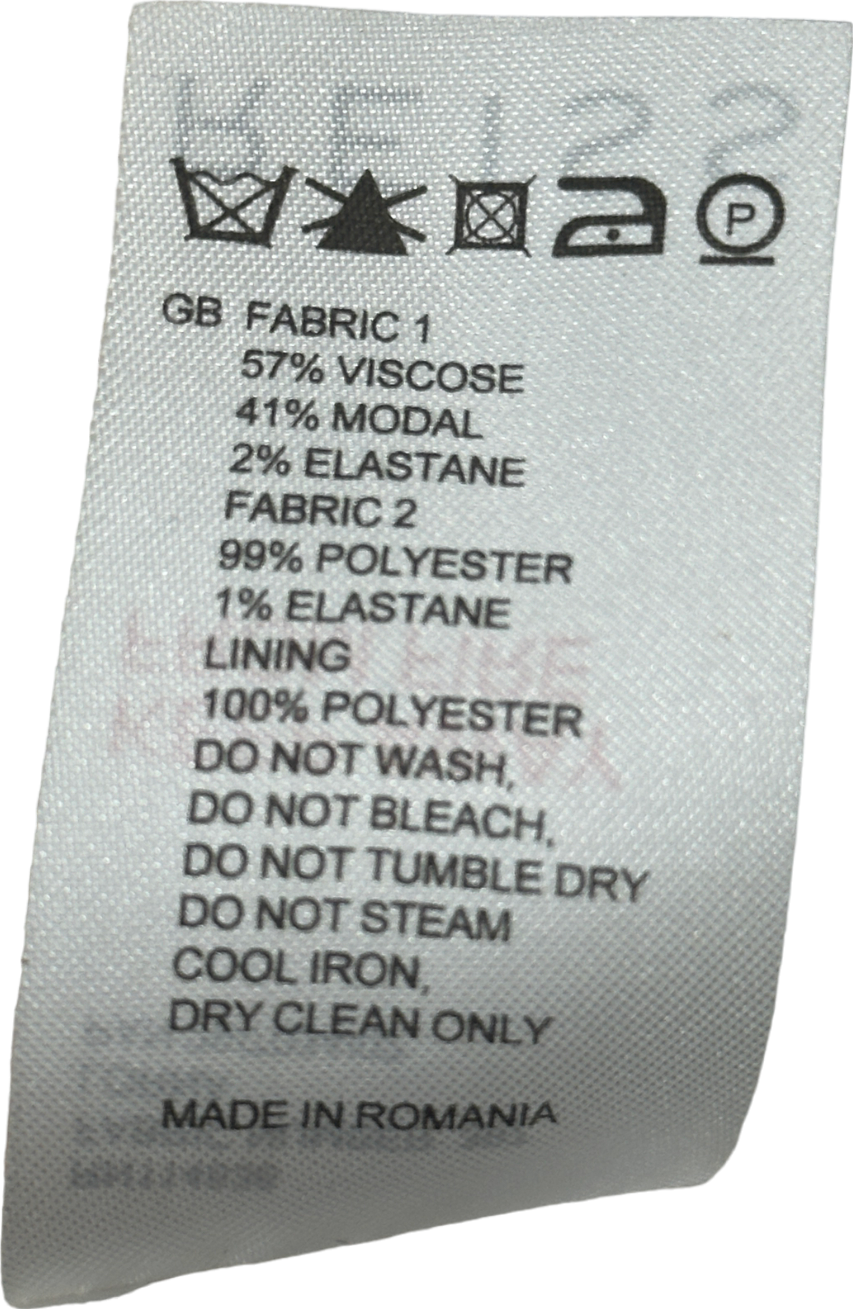 P
GB FABRIC 1
57% VISCOSE
41% MODAL
2% ELASTANE
FABRIC 2
99% POLYESTER
1% ELASTANE
LINING
100% POLYESTER
DO NOT WASH,
DO NOT BLEACH,
DO NOT TUMBLE DRY
DO NOT STEAM
COOL IRON,
DRY CLEAN ONLY
MADE IN ROMANIA